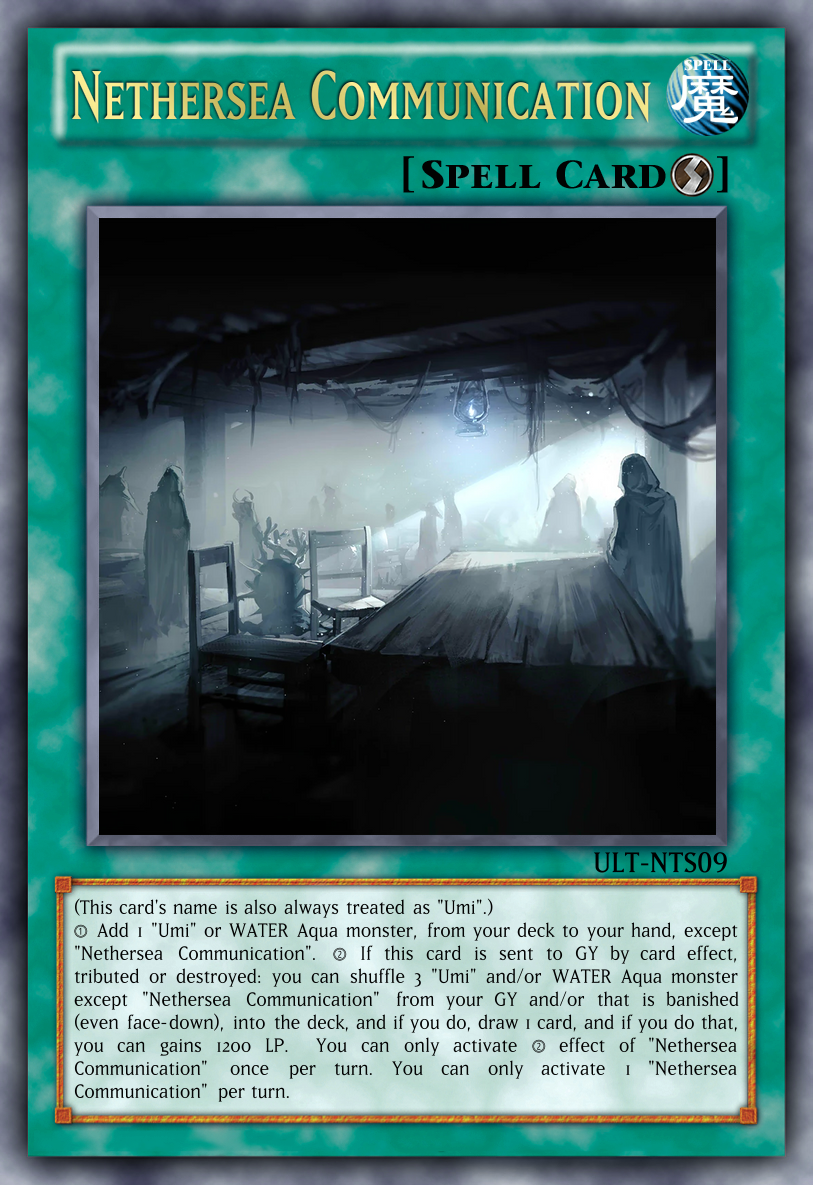 Nethersea Communication
SPELL
魔
[Spell Card]
ULT-NTS09
(This card's name is also always treated as "Umi".)
① Add 1 "Umi" or WATER Aqua monster, from your deck to your hand, except
"Nethersea Communication". ② If this card is sent to GY by card effect,
tributed or destroyed: you can shuffle 3 "Umi" and/or WATER Aqua monster
except "Nethersea Communication" from your GY and/or that is banished
(even face-down), into the deck, and if you do, draw 1 card, and if you do that,
you can gains 1200 LP. You can only activate ② effect of "Nethersea
Communication" once per turn. You can only activate 1 "Nethersea
Communication" per turn.